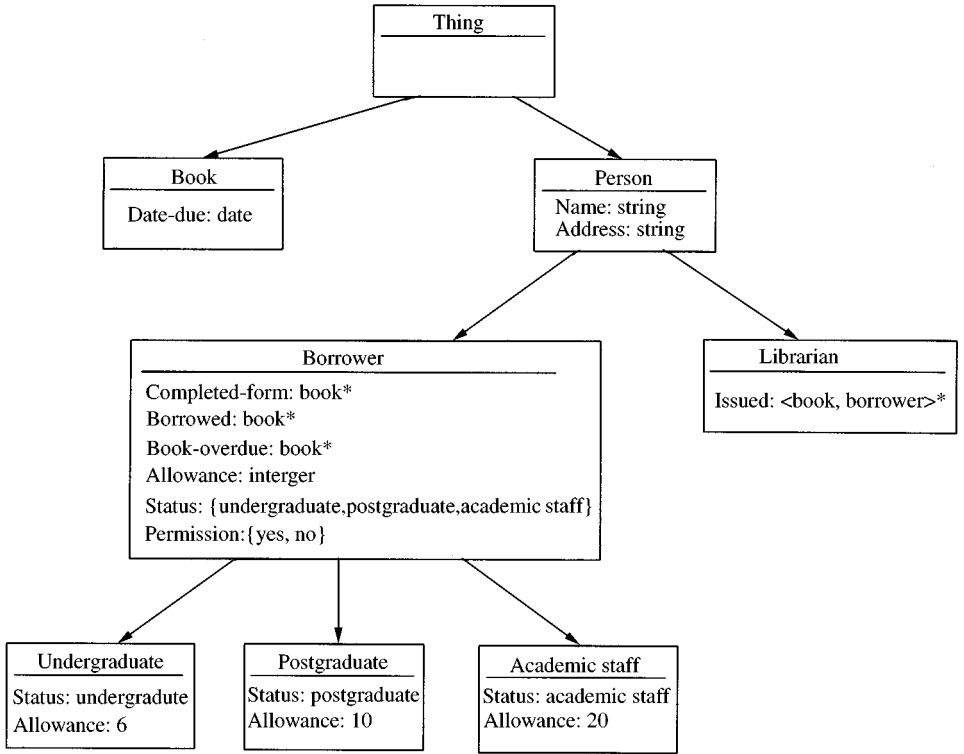 Thing
Book
Date-due: date
Person
Name: string
Address: string
Borrower
Completed-form: book*
Borrowed: book*
Book-overdue: book*
Allowance: interger
Status: {undergraduate,postgraduate,academic staff}
Permission:{yes, no}
Librarian
Issued: <book, borrower>*
Undergraduate
Status: undergradute
Allowance: 6
Postgraduate
Status: postgraduate
Allowance: 10
Academic staff
Status: academic staff
Allowance: 20